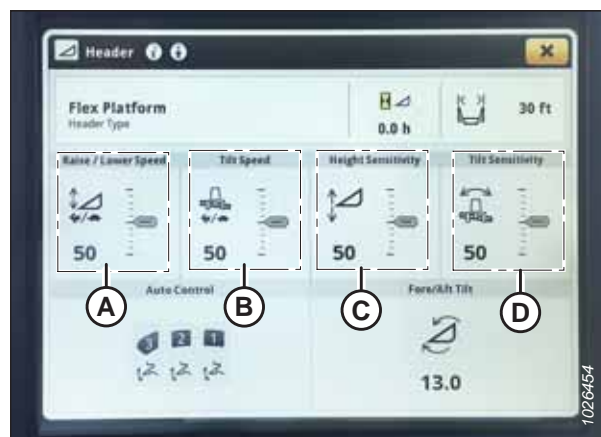 Header
Flex Platform
Header Type
0.0 h
30 ft
Raise / Lower Speed
Tilt Speed
Height Sensitivity
Tilt Sensitivity
50
50
50
50
A
B
C
D
Auto Control
Fore/Aft Tilt
3 2 1
13.0
1026454